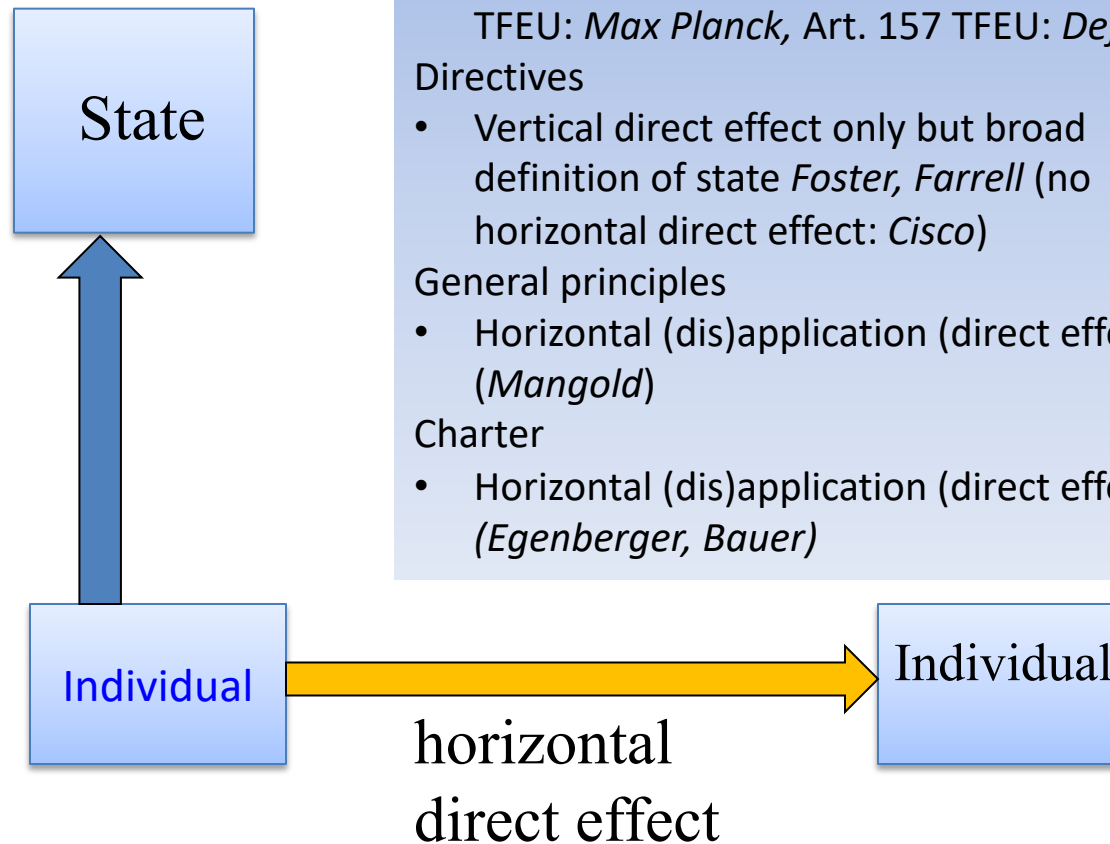 State
TFEU: Max Planck, Art. 157 TFEU:
Directives
• Vertical direct effect only but broad
definition of state Foster, Farrell (no
horizontal direct effect: Cisco)
General principles
• Horizontal (dis)application (direct
(Mangold)
Charter
• Horizontal (dis)application (direct
(Egenberger, Bauer)
Individual
Individual
horizontal
direct effect